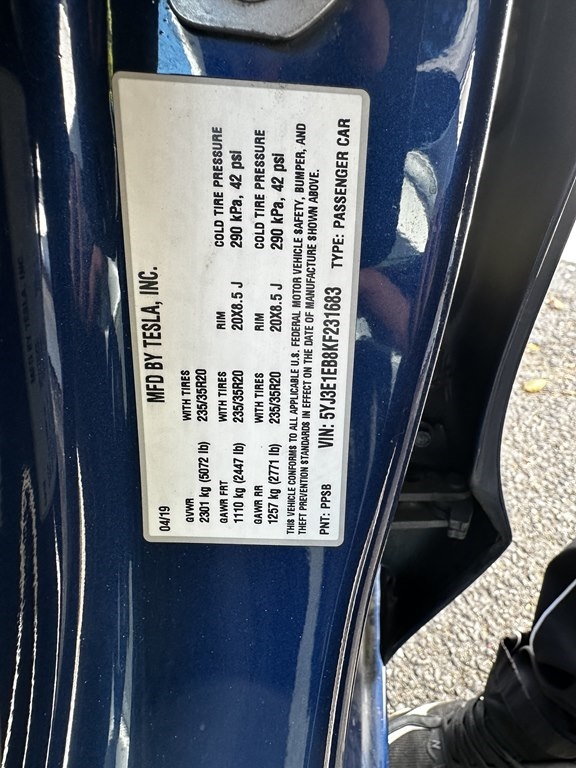 MFD BY TESLA, INC.
04/19
GVWR WITH TIRES RIM COLD TIRE PRESSURE
2301 kg (5072 lb) 235/35R20
GAWR FRT WITH TIRES RIM COLD TIRE PRESSURE
1110 kg (2447 lb) 235/35R20 20X8.5 J 290 kPa, 42 psi
GAWR RR WITH TIRES RIM COLD TIRE PRESSURE
1257 kg (2771 lb) 235/35R20 20X8.5 J 290 kPa, 42 psi
THIS VEHICLE CONFORMS TO ALL APPLICABLE U.S. FEDERAL MOTOR VEHICLE SAFETY, BUMPER, AND
THEFT PREVENTION STANDARDS IN EFFECT ON THE DATE OF MANUFACTURE SHOWN ABOVE.
PNT: PPSB VIN: 5YJ3E1EB8KF231683 TYPE: PASSENGER CAR